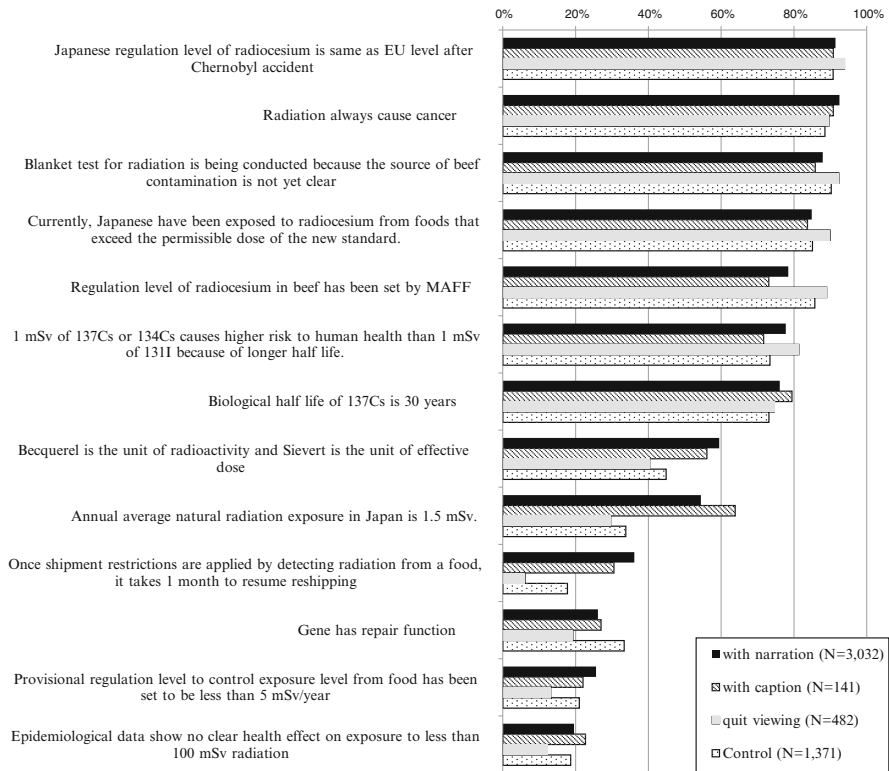 0% 20% 40% 60% 80% 100%
Japanese regulation level of radiocesium is same as EU level after
Chernobyl accident
Radiation always cause cancer
Blanket test for radiation is being conducted because the source of beef
contamination is not yet clear
Currently, Japanese have been exposed to radiocesium from foods that
exceed the permissible dose of the new standard.
Regulation level of radiocesium in beef has been set by MAFF
1 mSv of 137Cs or 134Cs causes higher risk to human health than 1 mSv
of 131I because of longer half life.
Biological half life of 137Cs is 30 years
Becquerel is the unit of radioactivity and Sievert is the unit of effective
dose
Annual average natural radiation exposure in Japan is 1.5 mSv.
Once shipment restrictions are applied by detecting radiation from a food,
it takes 1 month to resume reshipping
Gene has repair function
Provisional regulation level to control exposure level from food has been
set to be less than 5 mSv/year
Epidemiological data show no clear health effect on exposure to less than
100 mSv radiation
with narration (N=3,032)
with caption (N=141)
quit viewing (N=482)
Control (N=1,371)